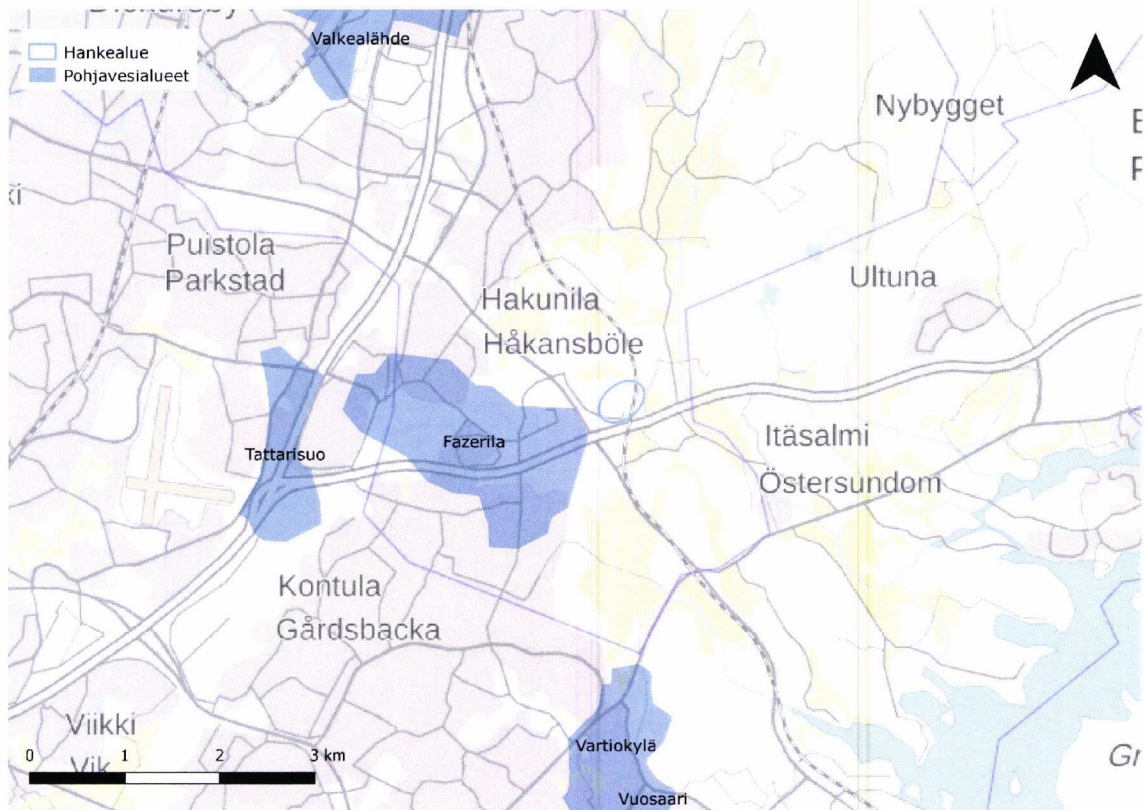 Valkealähde
Hankealue
Pohjavesialueet
Nybygget
Puistola
Parkstad
Ultuna
Hakunila
Håkansböle
Itäsalmi
Östersundom
Fazerila
Tattarisuo
Kontula
Gårdsbacka
Viikki
Vik
0 1 2 3 km
Vartiokylä
Vuosaari